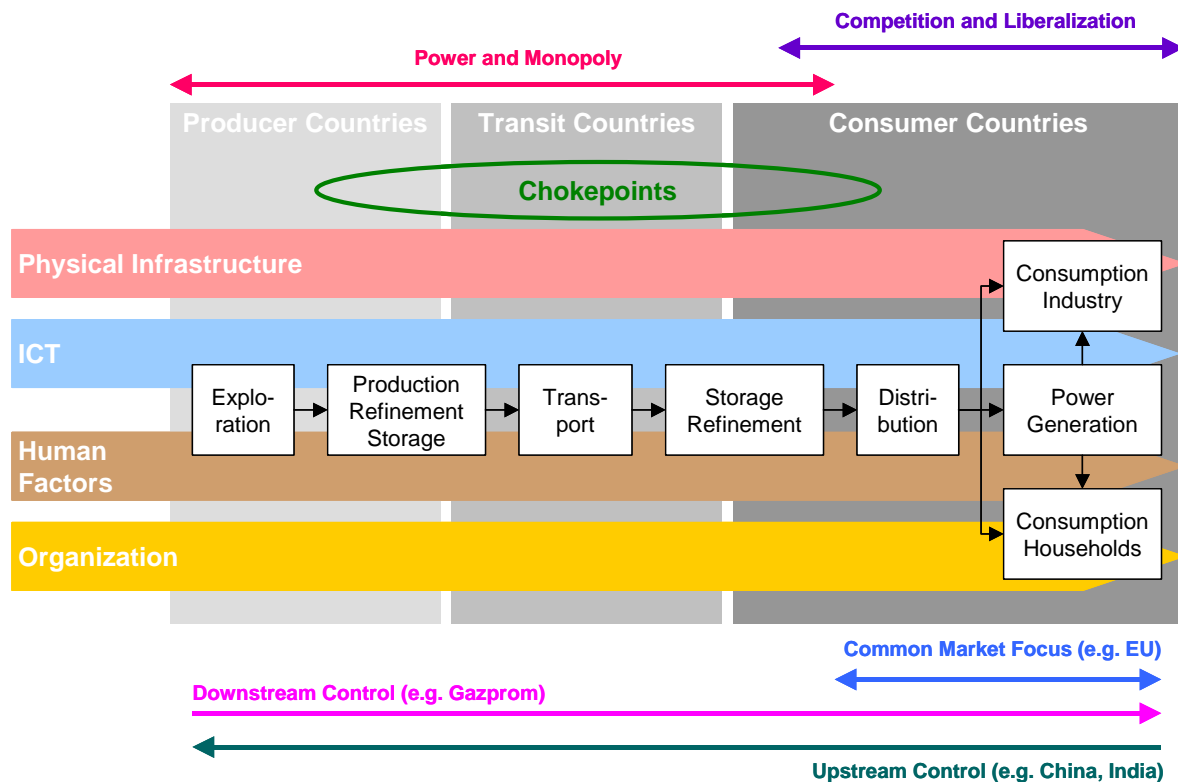 Competition and Liberalization
Power and Monopoly
Producer Countries
Transit Countries
Consumer Countries
Chokepoints
Physical Infrastructure
Consumption
Industry
ICT
Explo-
ration
Production
Refinement
Storage
Trans-
port
Storage
Refinement
Distri-
bution
Power
Generation
Human
Factors
Consumption
Households
Organization
Common Market Focus (e.g. EU)
Downstream Control (e.g. Gazprom)
Upstream Control (e.g. China, India)